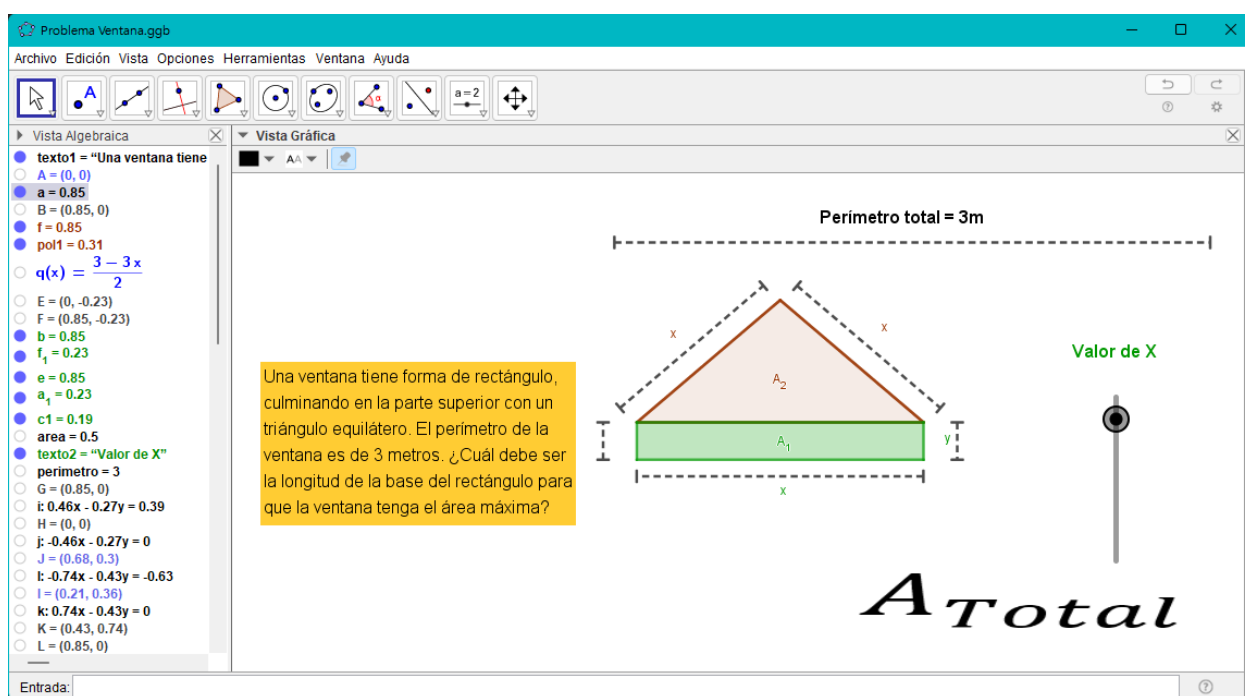 Problema Ventana.ggb
Archivo Edición Vista Opciones Herramientas Ventana Ayuda
A
α
a=2
Vista Algebraica
Vista Gráfica
AA
texto1 = “Una ventana tiene
A = (0, 0)
a = 0.85
B = (0.85, 0)
f = 0.85
pol1 = 0.31
q(x) = (3 − 3 x) / 2
E = (0, -0.23)
F = (0.85, -0.23)
b = 0.85
f₁ = 0.23
e = 0.85
a₁ = 0.23
c1 = 0.19
area = 0.5
texto2 = “Valor de X”
perimetro = 3
G = (0.85, 0)
i: 0.46x - 0.27y = 0.39
H = (0, 0)
j: -0.46x - 0.27y = 0
J = (0.68, 0.3)
l: -0.74x - 0.43y = -0.63
I = (0.21, 0.36)
k: 0.74x - 0.43y = 0
K = (0.43, 0.74)
L = (0.85, 0)
Perímetro total = 3m
x
x
A₂
A₁
y
x
Valor de X
Una ventana tiene forma de rectángulo,
culminando en la parte superior con un
triángulo equilátero. El perímetro de la
ventana es de 3 metros. ¿Cuál debe ser
la longitud de la base del rectángulo para
que la ventana tenga el área máxima?
A Total
Entrada: